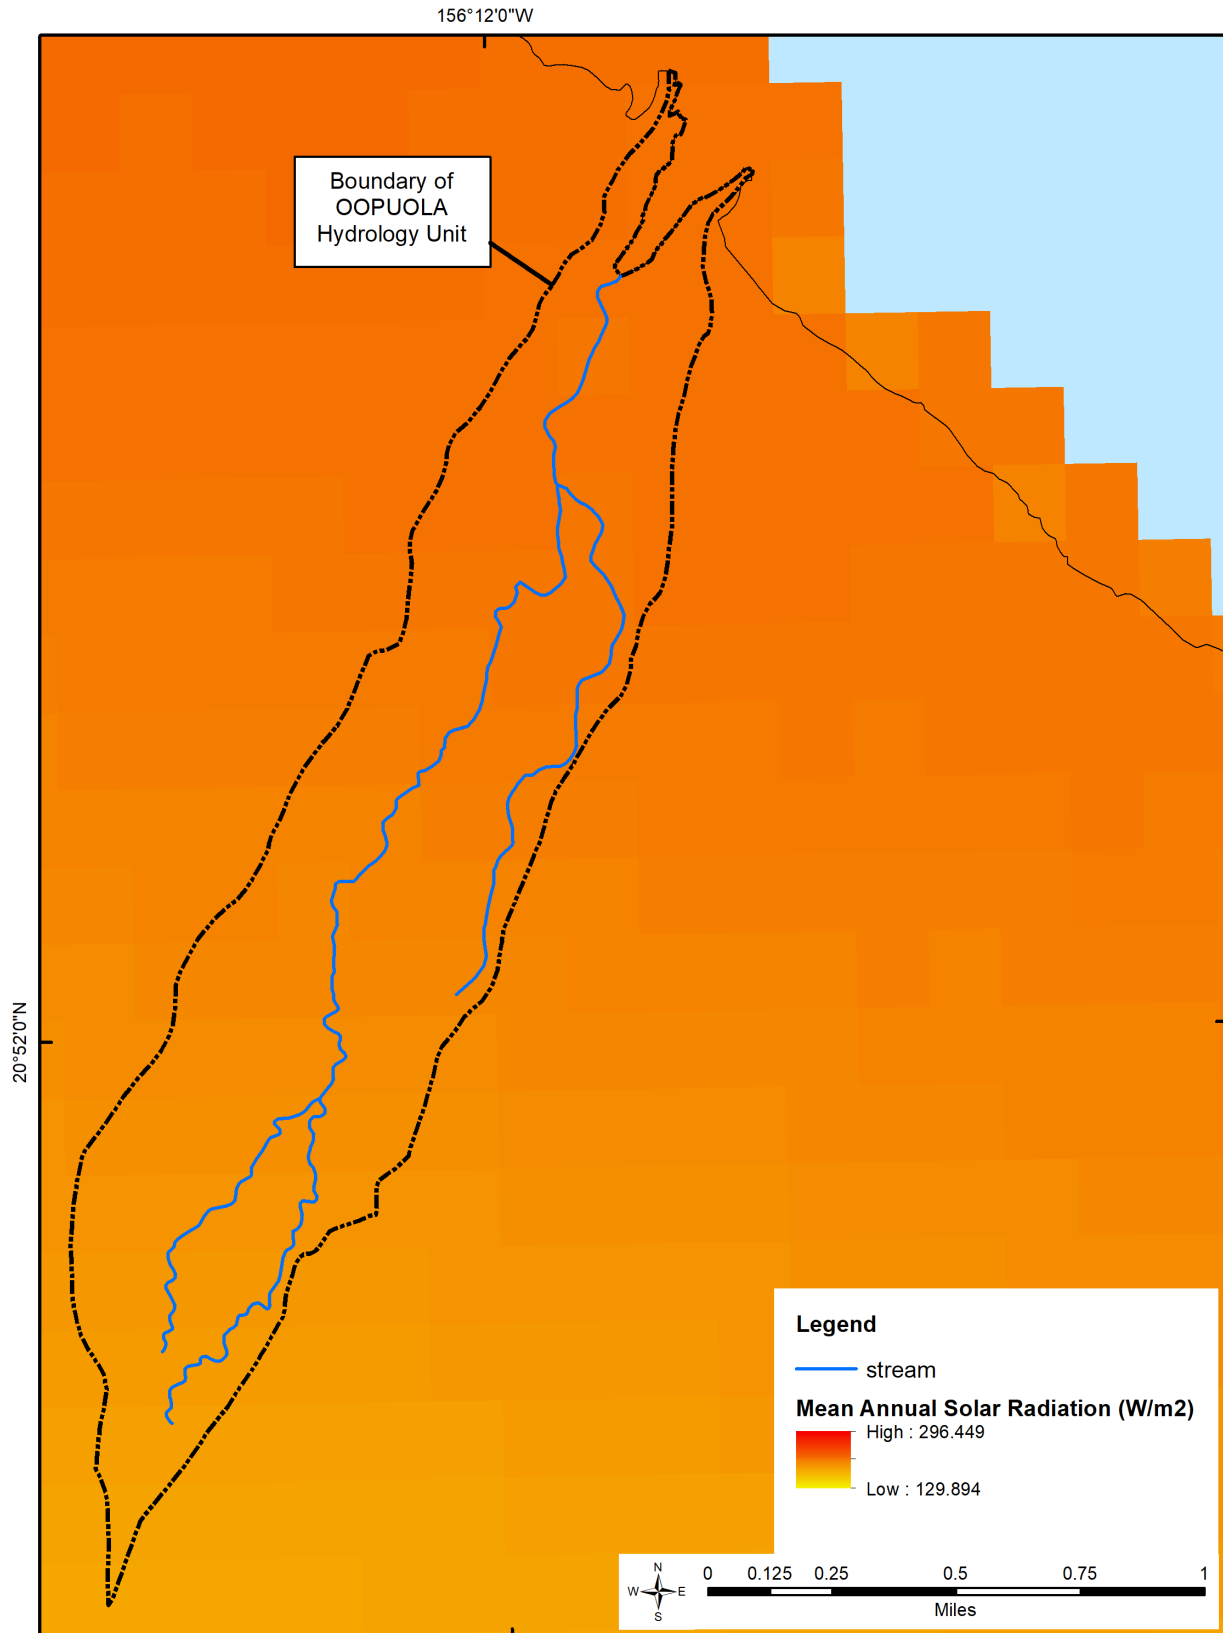 156°12'0"W
Boundary of
OOPUOLA
Hydrology Unit
20°52'0"N
Legend
stream
Mean Annual Solar Radiation (W/m2)
High : 296.449
Low : 129.894
N
W E
S
0 0.125 0.25 0.5 0.75 1
Miles